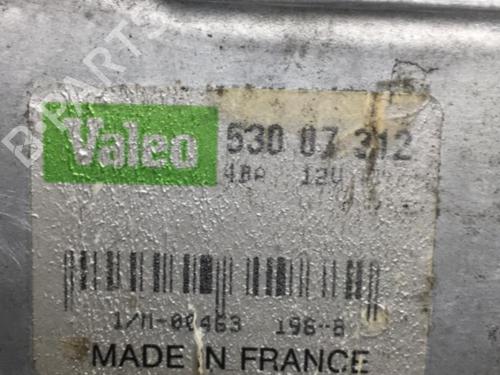 B-PARTS
Valeo 530 07 312
48A 12V
1/M-00463 196-8
MADE IN FRANCE